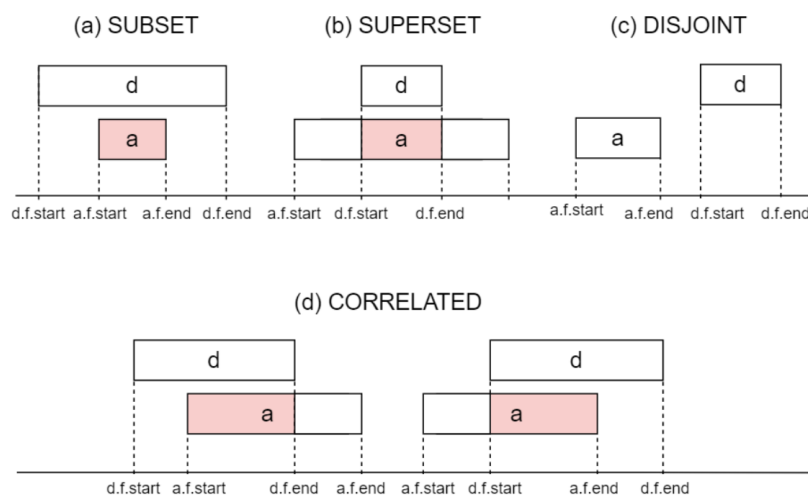 (a) SUBSET (b) SUPERSET (c) DISJOINT
d d d
a a a
d.f.start a.f.start a.f.end d.f.end a.f.start d.f.start d.f.end a.f.start a.f.end d.f.start d.f.end
(d) CORRELATED
d d
a a
d.f.start a.f.start d.f.end a.f.end a.f.start d.f.start a.f.end d.f.end